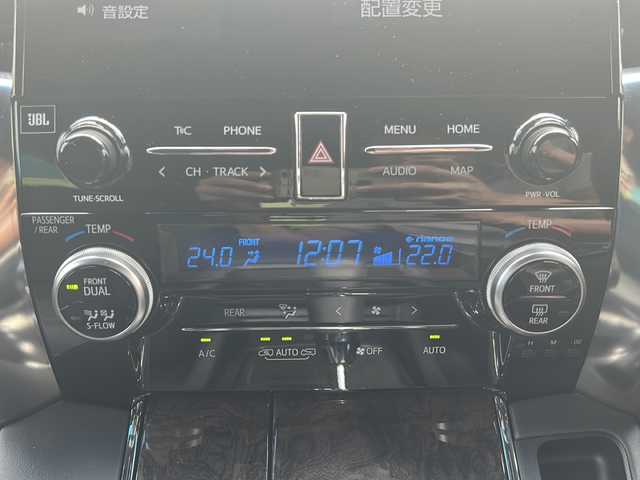 音設定
配置変更
JBL
T&C PHONE
MENU HOME
CH · TRACK
AUDIO MAP
TUNE·SCROLL
PWR·VOL
PASSENGER
/ REAR
TEMP
TEMP
24.0
FRONT
12:07
22.0
FRONT
DUAL
S-FLOW
FRONT
REAR
REAR
A/C
AUTO
OFF
AUTO
H M :00